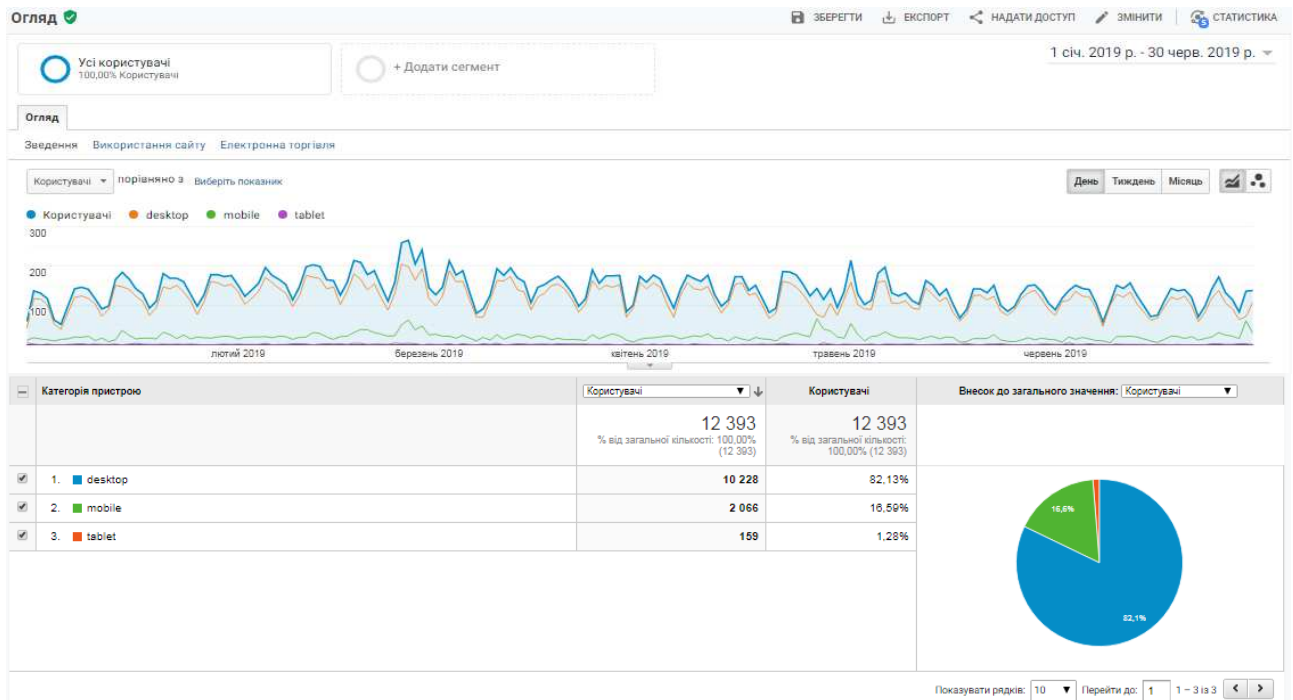 Огляд
ЗБЕРЕГТИ ЕКСПОРТ НАДАТИ ДОСТУП ЗМІНИТИ 5 СТАТИСТИКА
Усі користувачі
100,00% Користувачі
+ Додати сегмент
1 січ. 2019 р. - 30 черв. 2019 р.
Огляд
Зведення Використання сайту Електронна торгівля
Користувачі порівняно з Виберіть показник
День Тиждень Місяць
Користувачі desktop mobile tablet
300
200
100
лютий 2019 березень 2019 квітень 2019 травень 2019 червень 2019
Категорія пристрою Користувачі Користувачі Внесок до загального значення: Користувачі
12 393 12 393
% від загальної кількості: 100,00% % від загальної кількості:
(12 393) 100,00% (12 393)
1. desktop 10 228 82,13%
2. mobile 2 066 16,59%
3. tablet 159 1,28%
16,6%
82,1%
Показувати рядків: 10 Перейти до: 1 1 – 3 із 3